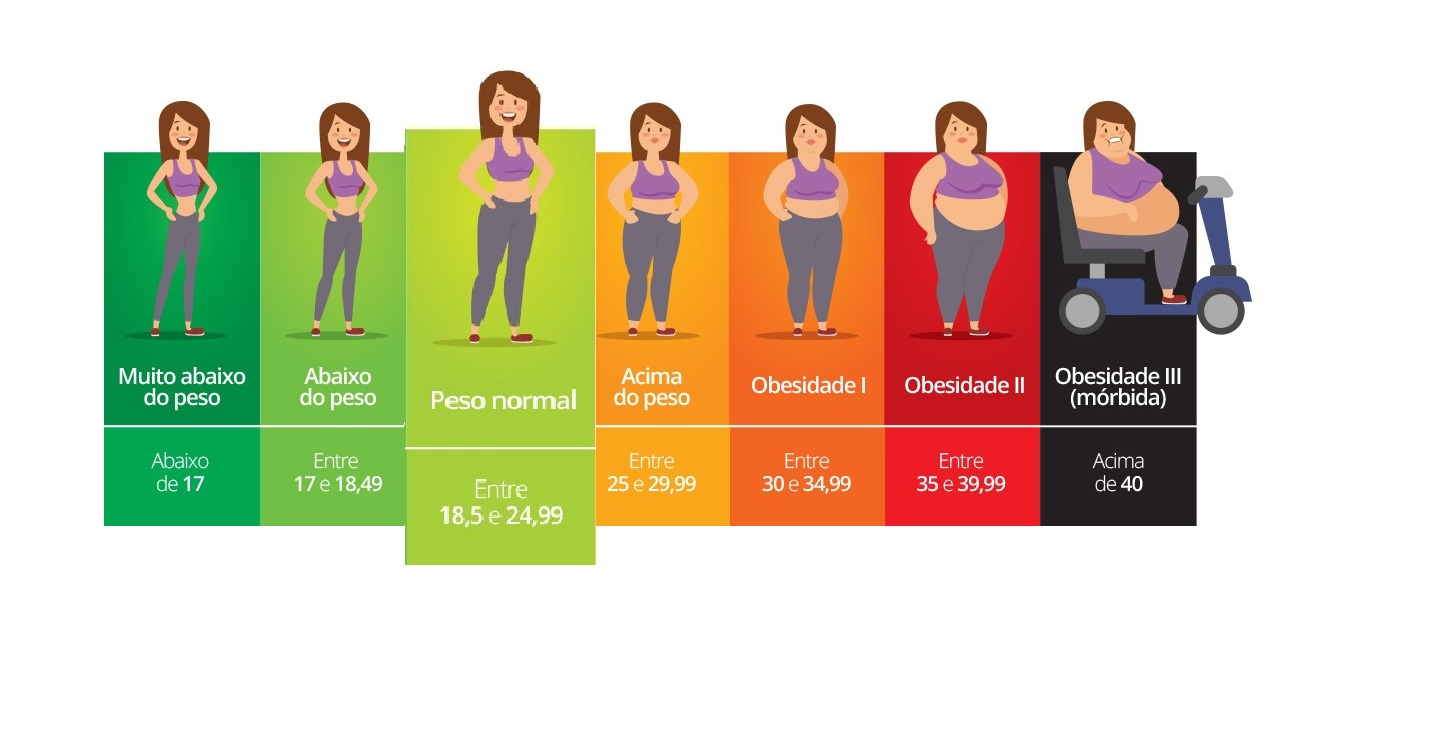 Muito abaixo
do peso
Abaixo
de 17
Abaixo
do peso
Entre
17 e 18,49
Peso normal
Entre
18,5 e 24,99
Acima
do peso
Entre
25 e 29,99
Obesidade I
Entre
30 e 34,99
Obesidade II
Entre
35 e 39,99
Obesidade III
(mórbida)
Acima
de 40